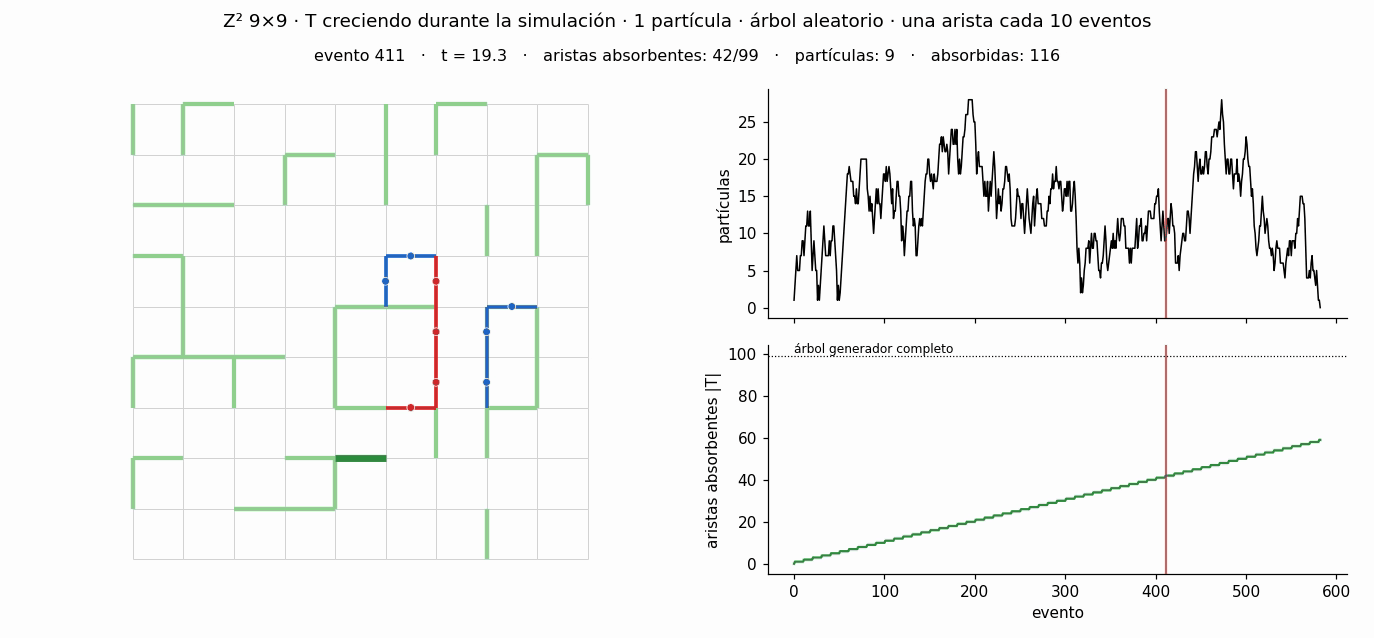 Z² 9×9 · T creciendo durante la simulación · 1 partícula · árbol aleatorio · una arista cada 10 eventos
evento 411 · t = 19.3 · aristas absorbentes: 42/99 · partículas: 9 · absorbidas: 116
partículas
25
20
15
10
5
0
árbol generador completo
aristas absorbentes |T|
100
80
60
40
20
0
0 100 200 300 400 500 600
evento